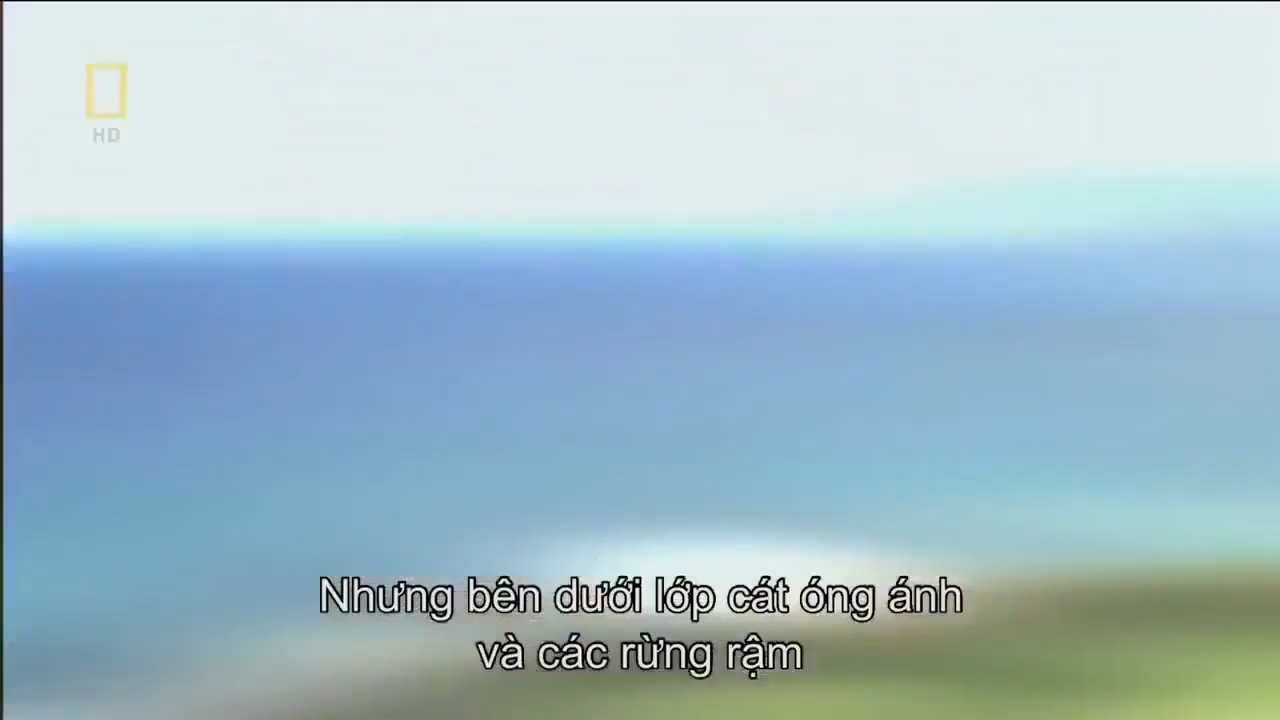 HD
Nhưng bên dưới lớp cát óng ánh
và các rừng rậm